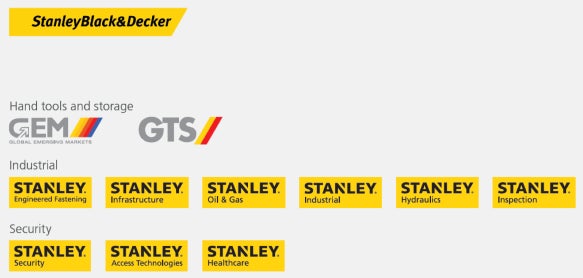 StanleyBlack&Decker
Hand tools and storage
GEM GTS
GLOBAL EMERGING MARKETS
Industrial
STANLEY. STANLEY. STANLEY. STANLEY. STANLEY. STANLEY.
Engineered Fastening Infrastructure Oil & Gas Industrial Hydraulics Inspection
Security
STANLEY. STANLEY. STANLEY.
Security Access Technologies Healthcare